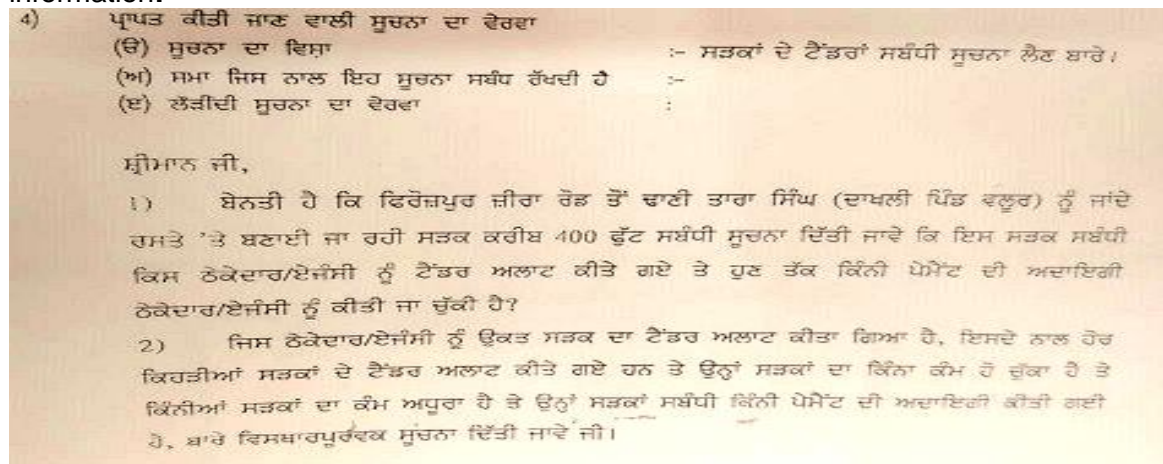 information.
4) ਪ੍ਰਾਪਤ ਕੀਤੀ ਜਾਣ ਵਾਲੀ ਸੂਚਨਾ ਦਾ ਵੇਰਵਾ
(ੳ) ਸੂਚਨਾ ਦਾ ਵਿਸ਼ਾ :- ਸੜਕਾਂ ਦੇ ਟੈਂਡਰਾਂ ਸਬੰਧੀ ਸੂਚਨਾ ਲੈਣ ਬਾਰੇ।
(ਅ) ਸਮਾ ਜਿਸ ਨਾਲ ਇਹ ਸੂਚਨਾ ਸਬੰਧ ਰੱਖਦੀ ਹੈ :-
(ੲ) ਲੋੜੀਂਦੀ ਸੂਚਨਾ ਦਾ ਵੇਰਵਾ :
ਸ਼੍ਰੀਮਾਨ ਜੀ,
1) ਬੇਨਤੀ ਹੈ ਕਿ ਫਿਰੋਜ਼ਪੁਰ ਜ਼ੀਰਾ ਰੋਡ ਤੋਂ ਢਾਣੀ ਤਾਰਾ ਸਿੰਘ (ਦਾਖਲੀ ਪਿੰਡ ਵਲੂਰ) ਨੂੰ ਜਾਂਦੇ
ਰਸਤੇ 'ਤੇ ਬਣਾਈ ਜਾ ਰਹੀ ਸੜਕ ਕਰੀਬ 400 ਫੁੱਟ ਸਬੰਧੀ ਸੂਚਨਾ ਦਿੱਤੀ ਜਾਵੇ ਕਿ ਇਸ ਸੜਕ ਸਬੰਧੀ
ਕਿਸ ਠੇਕੇਦਾਰ/ਏਜੰਸੀ ਨੂੰ ਟੈਂਡਰ ਅਲਾਟ ਕੀਤੇ ਗਏ ਤੇ ਹੁਣ ਤੱਕ ਕਿੰਨੀ ਪੇਮੈਂਟ ਦੀ ਅਦਾਇਗੀ
ਠੇਕੇਦਾਰ/ਏਜੰਸੀ ਨੂੰ ਕੀਤੀ ਜਾ ਚੁੱਕੀ ਹੈ?
2) ਜਿਸ ਠੇਕੇਦਾਰ/ਏਜੰਸੀ ਨੂੰ ਉਕਤ ਸੜਕ ਦਾ ਟੈਂਡਰ ਅਲਾਟ ਕੀਤਾ ਗਿਆ ਹੈ, ਇਸਦੇ ਨਾਲ ਹੋਰ
ਕਿਹੜੀਆਂ ਸੜਕਾਂ ਦੇ ਟੈਂਡਰ ਅਲਾਟ ਕੀਤੇ ਗਏ ਹਨ ਤੇ ਉਨ੍ਹਾਂ ਸੜਕਾਂ ਦਾ ਕਿੰਨਾ ਕੰਮ ਹੋ ਚੁੱਕਾ ਹੈ ਤੇ
ਕਿੰਨੀਆਂ ਸੜਕਾਂ ਦਾ ਕੰਮ ਅਧੂਰਾ ਹੈ ਤੇ ਉਨ੍ਹਾਂ ਸੜਕਾਂ ਸਬੰਧੀ ਕਿੰਨੀ ਪੇਮੈਂਟ ਦੀ ਅਦਾਇਗੀ ਕੀਤੀ ਗਈ
ਹੈ, ਬਾਰੇ ਵਿਸਥਾਰਪੂਰਵਕ ਸੂਚਨਾ ਦਿੱਤੀ ਜਾਵੇ ਜੀ।